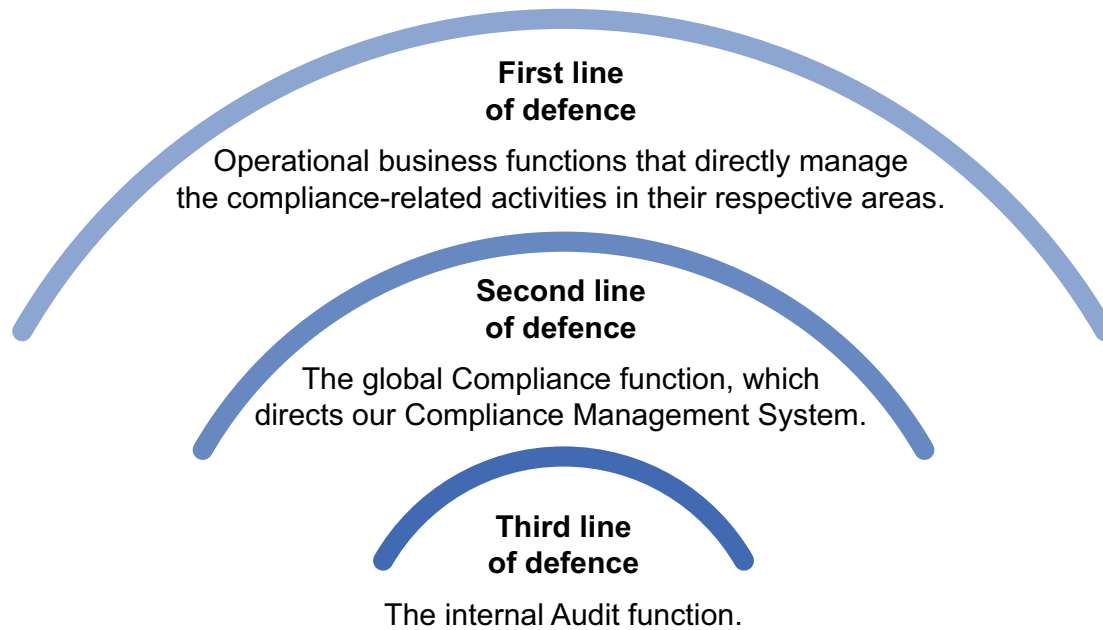 First line
of defence
Operational business functions that directly manage
the compliance-related activities in their respective areas.
Second line
of defence
The global Compliance function, which
directs our Compliance Management System.
Third line
of defence
The internal Audit function.